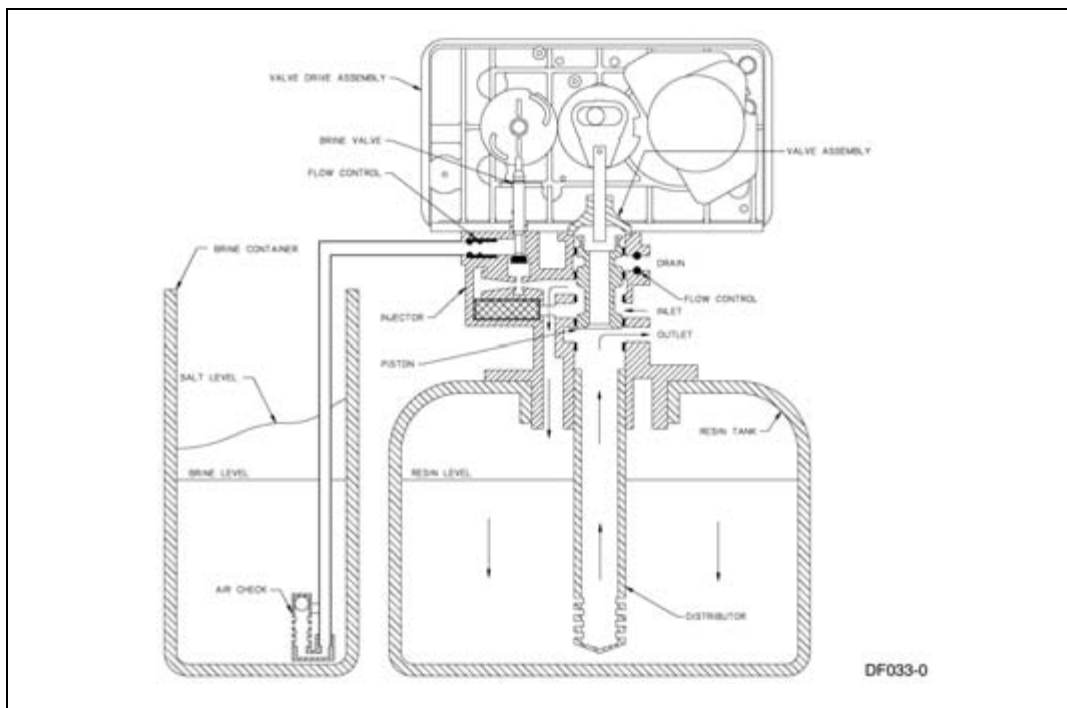 VALVE DRIVE ASSEMBLY
BRINE VALVE
VALVE ASSEMBLY
FLOW CONTROL
BRINE CONTAINER
DRAIN
FLOW CONTROL
INJECTOR
INLET
OUTLET
PISTON
SALT LEVEL
RESIN TANK
BRINE LEVEL
RESIN LEVEL
AIR CHECK
DISTRIBUTOR
DF033-0